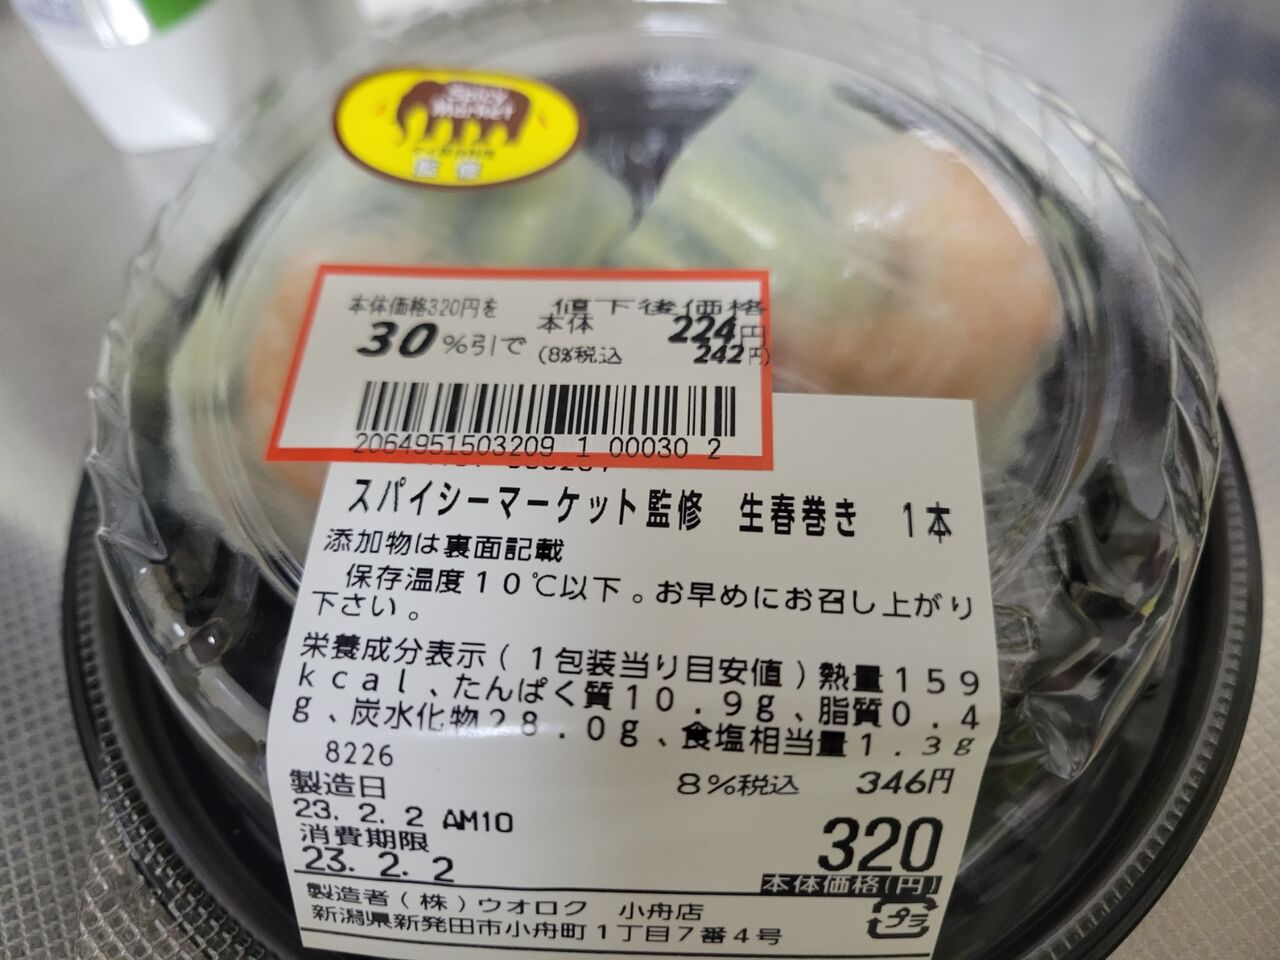 Spicy
Market
監修
本体価格320円を
30%引で
値下後価格
本体 224円
(8%税込 242円)
2064951503209 1 00030 2
スパイシーマーケット監修 生春巻き 1本
添加物は裏面記載
保存温度10℃以下。お早めにお召し上がり
下さい。
栄養成分表示(1包装当り目安値)熱量159
kcal、たんぱく質10.9g、脂質0.4
g、炭水化物28.0g、食塩相当量1.3g
8226
8%税込 346円
製造日
23.2.2 AM10
消費期限
23.2.2
320
本体価格(円)
製造者(株)ウオロク 小舟店
新潟県新発田市小舟町1丁目7番4号
プラ